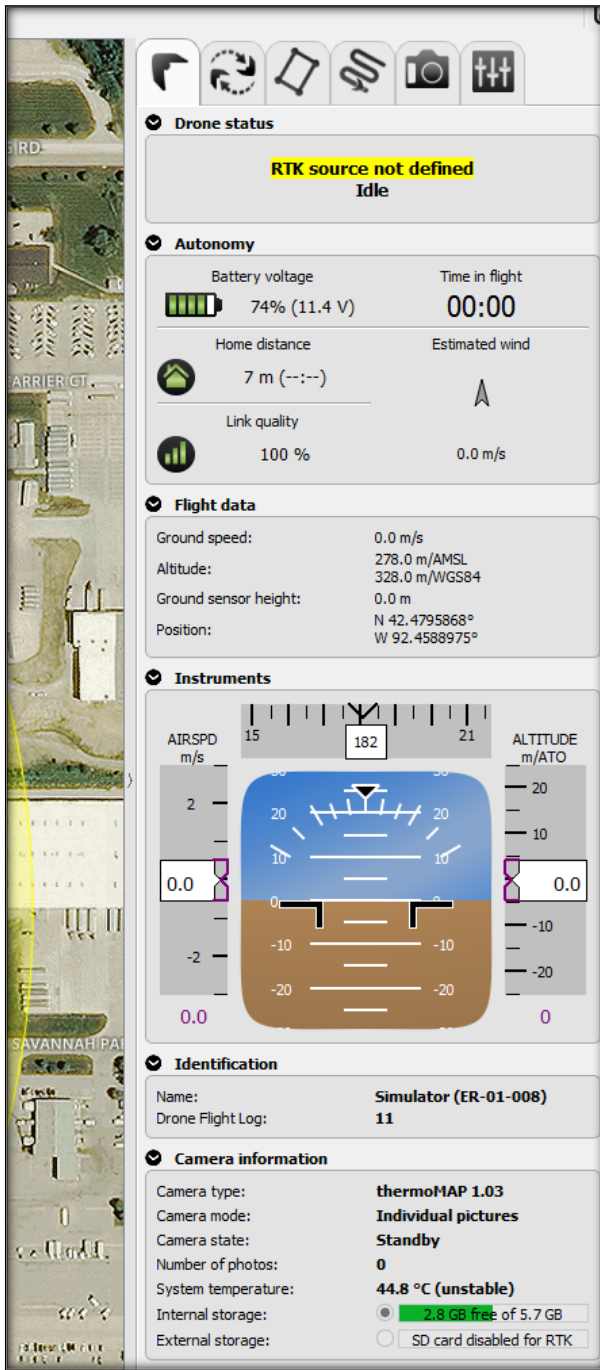 G RD
Drone status
RTK source not defined
Idle
Autonomy
Battery voltage
Time in flight
74% (11.4 V)
00:00
Home distance
Estimated wind
7 m (--:--)
CARRIER CT
Link quality
100 %
0.0 m/s
Flight data
Ground speed: 0.0 m/s
Altitude: 278.0 m/AMSL
328.0 m/WGS84
Ground sensor height: 0.0 m
Position: N 42.4795868°
W 92.4588975°
Instruments
15 182 21
AIRSPD
m/s
ALTITUDE
m/ATO
2
0.0
-2
0.0
30 30
20 20
10 10
0 0
-10 -10
-20 -20
20
10
0.0
-10
-20
0
SAVANNAH PA
Identification
Name: Simulator (ER-01-008)
Drone Flight Log: 11
Camera information
Camera type: thermoMAP 1.03
Camera mode: Individual pictures
Camera state: Standby
Number of photos: 0
System temperature: 44.8 °C (unstable)
Internal storage: 2.8 GB free of 5.7 GB
External storage: SD card disabled for RTK